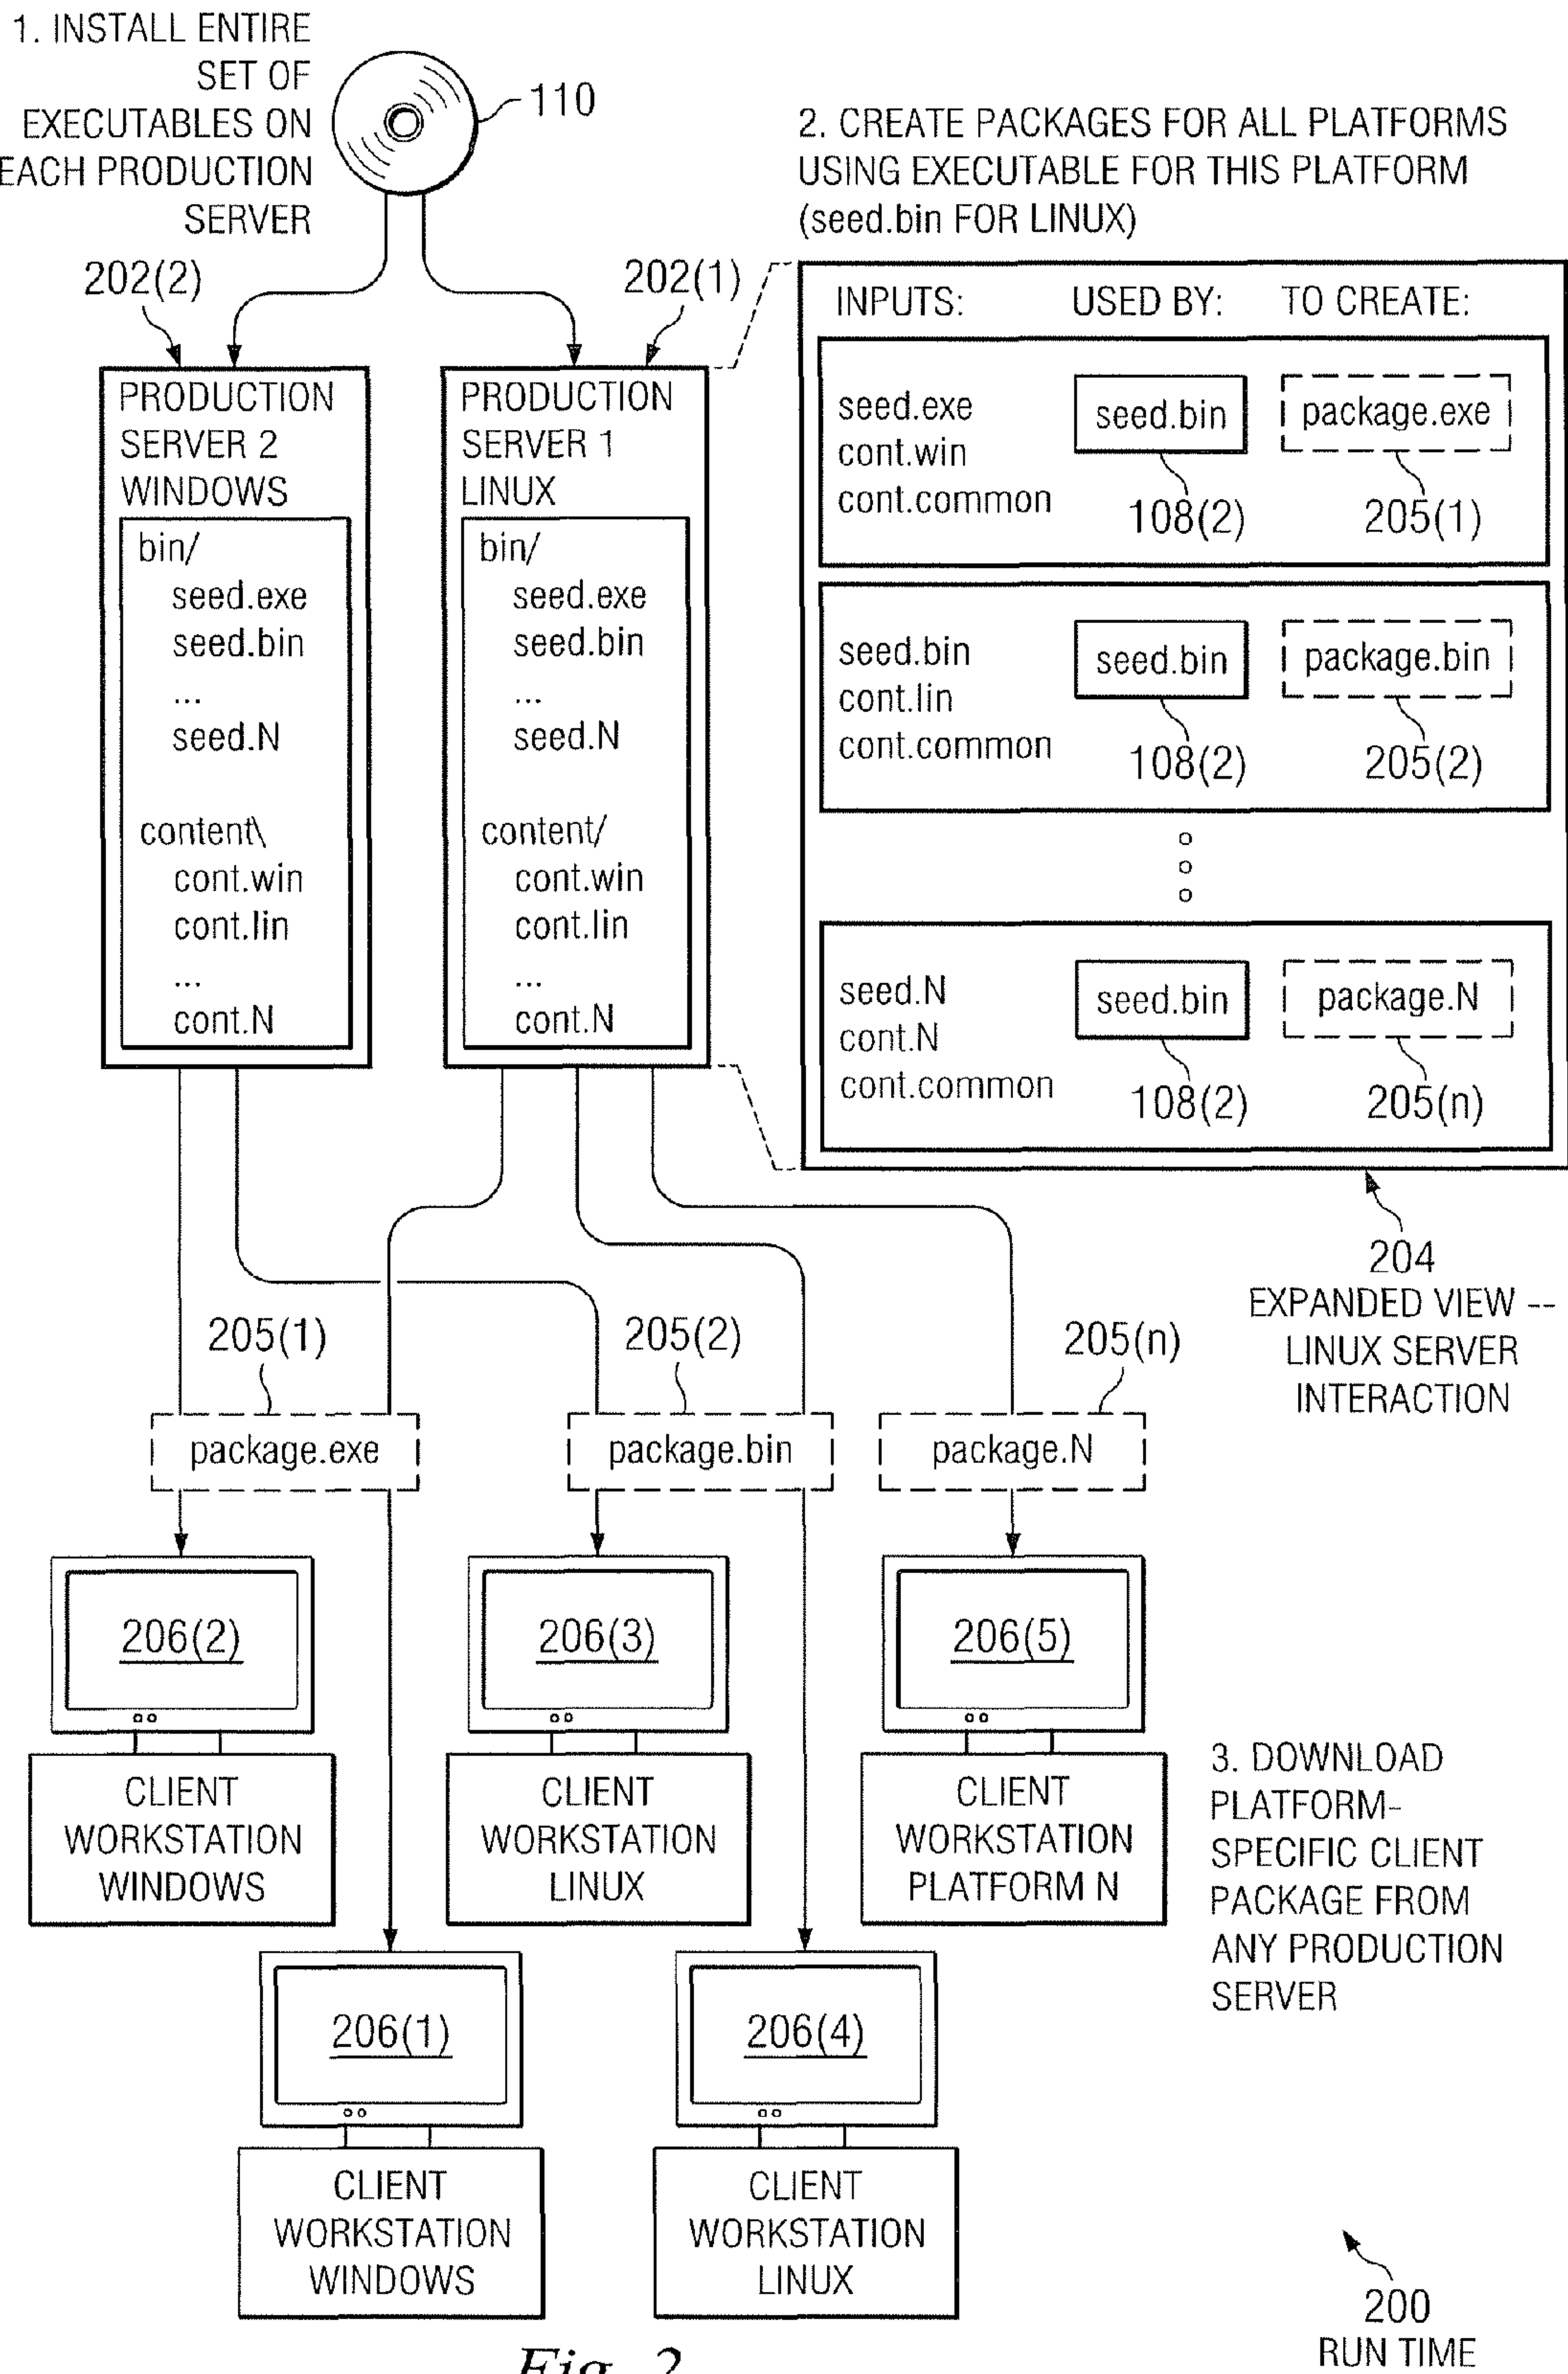 1. INSTALL ENTIRE
SET OF
EXECUTABLES ON
EACH PRODUCTION
SERVER
110
2. CREATE PACKAGES FOR ALL PLATFORMS
USING EXECUTABLE FOR THIS PLATFORM
(seed.bin FOR LINUX)
202(2)
202(1)
PRODUCTION
SERVER 2
WINDOWS
bin/
seed.exe
seed.bin
...
seed.N
content\
cont.win
cont.lin
...
cont.N
PRODUCTION
SERVER 1
LINUX
bin/
seed.exe
seed.bin
...
seed.N
content/
cont.win
cont.lin
...
cont.N
INPUTS: USED BY: TO CREATE:
seed.exe
cont.win
cont.common
seed.bin
108(2)
package.exe
205(1)
seed.bin
cont.lin
cont.common
seed.bin
108(2)
package.bin
205(2)
seed.N
cont.N
cont.common
seed.bin
108(2)
package.N
205(n)
204
EXPANDED VIEW --
LINUX SERVER
INTERACTION
205(1)
205(2)
205(n)
package.exe
package.bin
package.N
206(2)
CLIENT
WORKSTATION
WINDOWS
206(3)
CLIENT
WORKSTATION
LINUX
206(5)
CLIENT
WORKSTATION
PLATFORM N
3. DOWNLOAD
PLATFORM-
SPECIFIC CLIENT
PACKAGE FROM
ANY PRODUCTION
SERVER
206(1)
CLIENT
WORKSTATION
WINDOWS
206(4)
CLIENT
WORKSTATION
LINUX
200
RUN TIME
Fig. 2